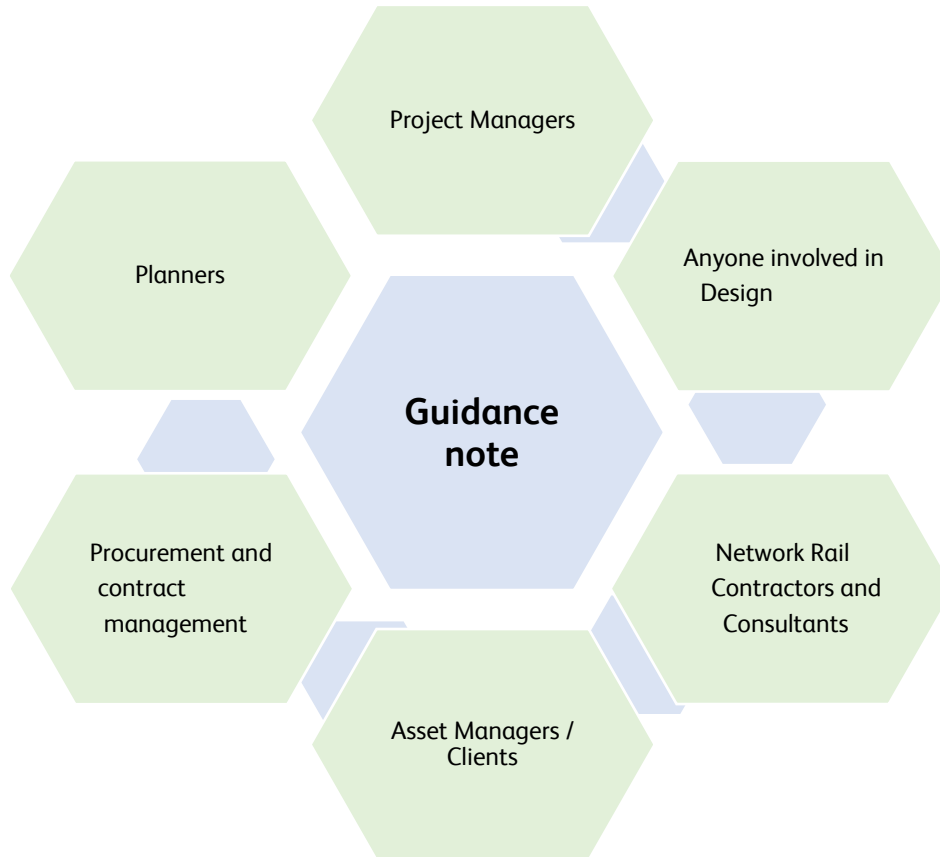 Project Managers
Planners
Anyone involved in
Design
Guidance
note
Procurement and
contract
management
Network Rail
Contractors and
Consultants
Asset Managers /
Clients